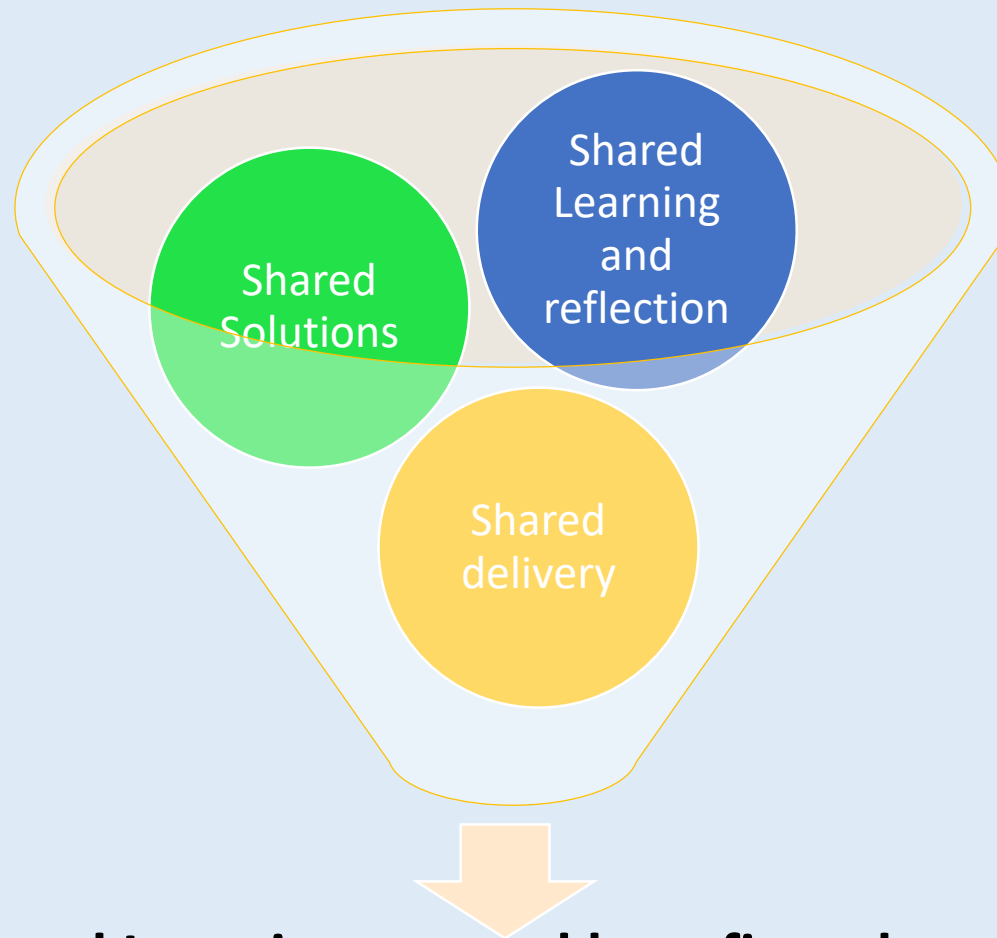 Shared
Solutions
Shared
Learning
and
reflection
Shared
delivery